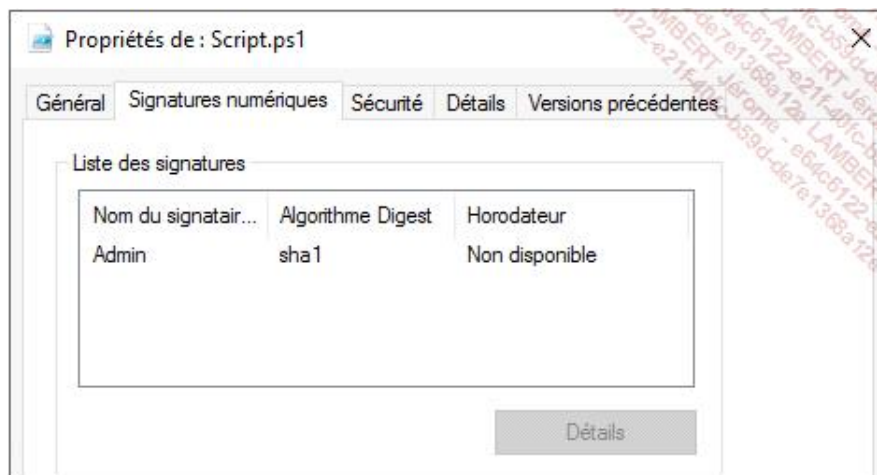 Propriétés de : Script.ps1
Général Signatures numériques Sécurité Détails Versions précédentes
Liste des signatures
Nom du signatair... Algorithme Digest Horodateur
Admin sha1 Non disponible
Détails